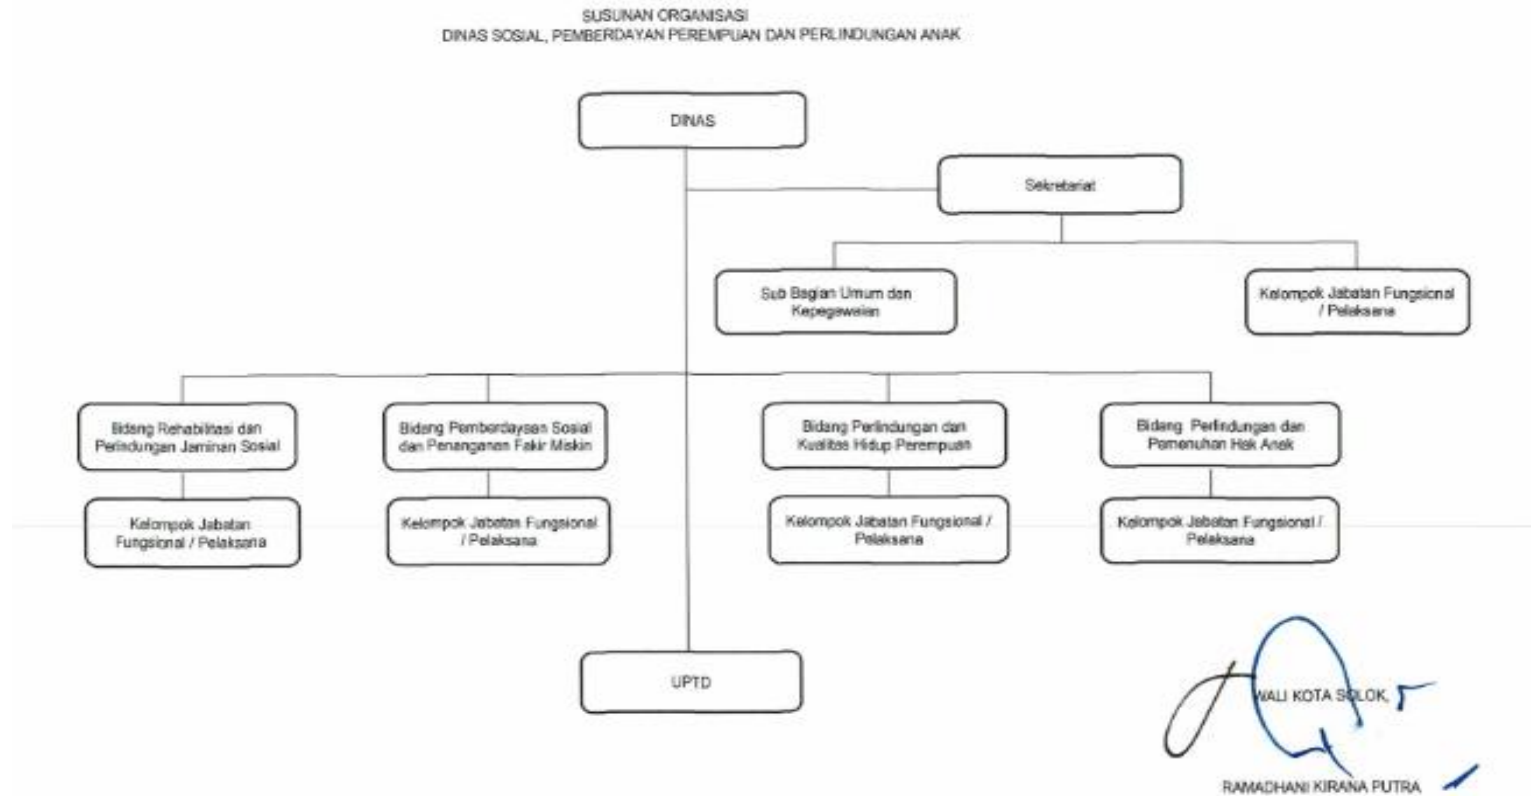 SUSUNAN ORGANISASI
DINAS SOSIAL, PEMBERDAYAN PEREMPUAN DAN PERLINDUNGAN ANAK
DINAS
Sekretariat
Sub Bagian Umum dan
Kepegawaian
Kelompok Jabatan Fungsional
/ Pelaksana
Bidang Rehabilitasi dan
Perlindungan Jaminan Sosial
Bidang Pemberdayaan Sosial
dan Penanganan Fakir Miskin
Bidang Perlindungan dan
Kualitas Hidup Perempuan
Bidang Perlindungan dan
Pemenuhan Hak Anak
Kelompok Jabatan
Fungsional / Pelaksana
Kelompok Jabatan Fungsional
/ Pelaksana
Kelompok Jabatan Fungsional /
Pelaksana
Kelompok Jabatan Fungsional /
Pelaksana
UPTD
WALI KOTA SOLOK,
RAMADHANI KIRANA PUTRA